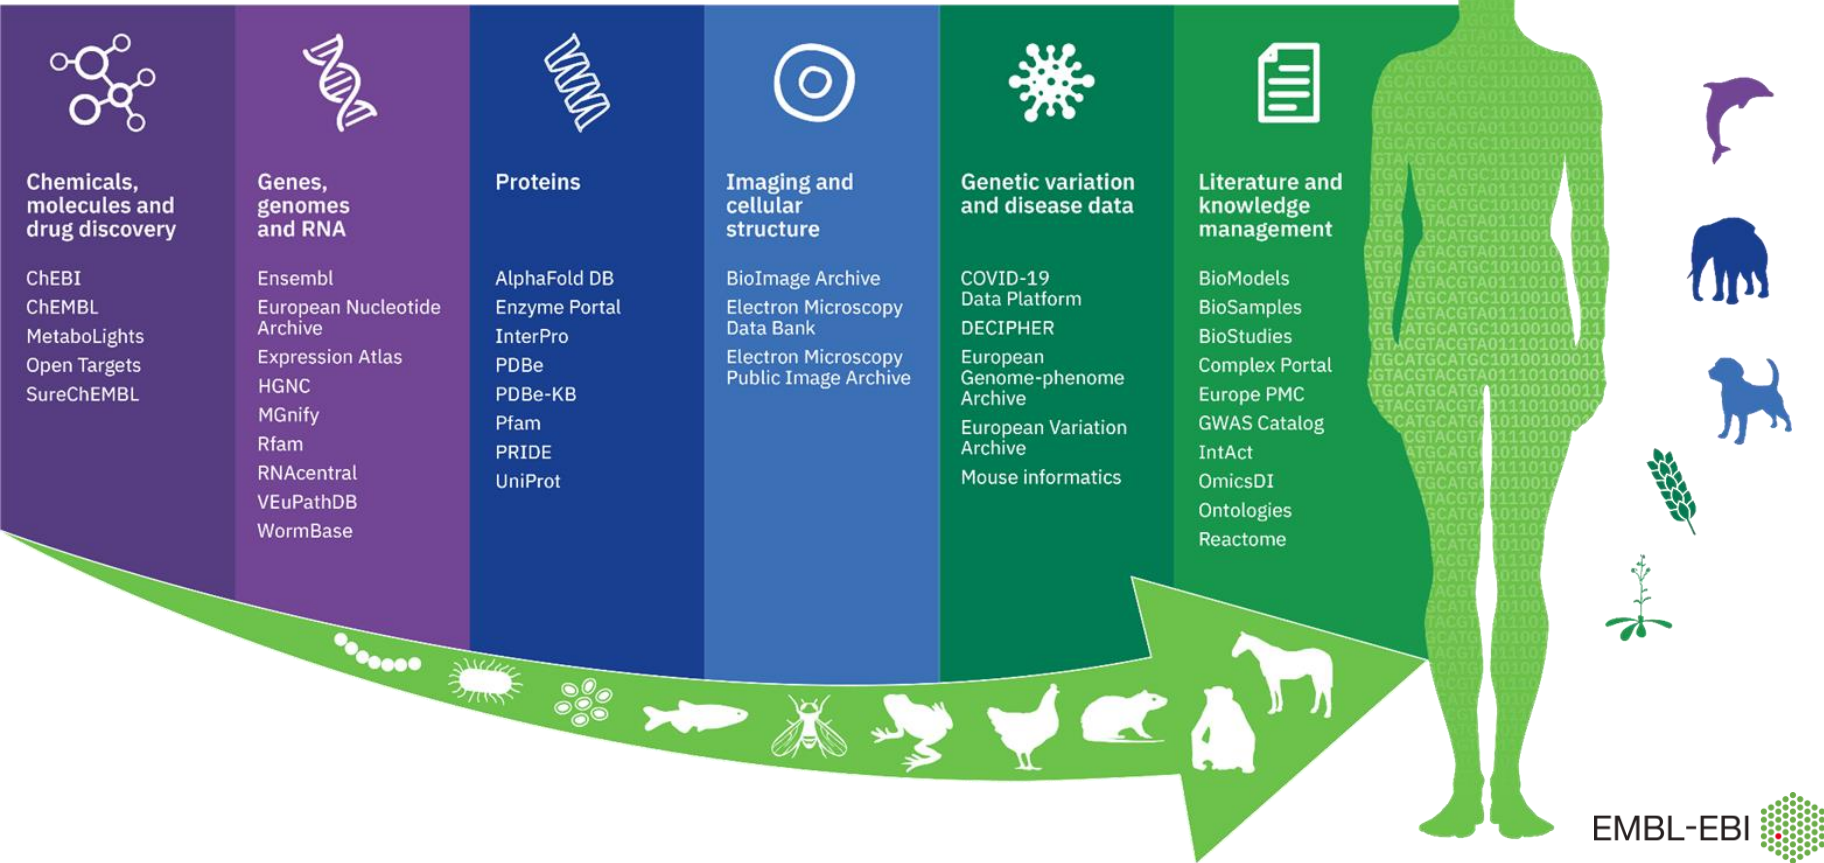 Chemicals,
molecules and
drug discovery
ChEBI
ChEMBL
MetaboLights
Open Targets
SureChEMBL
Genes,
genomes
and RNA
Ensembl
European Nucleotide
Archive
Expression Atlas
HGNC
MGnify
Rfam
RNAcentral
VEuPathDB
WormBase
Proteins
AlphaFold DB
Enzyme Portal
InterPro
PDBe
PDBe-KB
Pfam
PRIDE
UniProt
Imaging and
cellular
structure
BioImage Archive
Electron Microscopy
Data Bank
Electron Microscopy
Public Image Archive
Genetic variation
and disease data
COVID-19
Data Platform
DECIPHER
European
Genome-phenome
Archive
European Variation
Archive
Mouse informatics
Literature and
knowledge
management
BioModels
BioSamples
BioStudies
Complex Portal
Europe PMC
GWAS Catalog
IntAct
OmicsDI
Ontologies
Reactome
EMBL-EBI